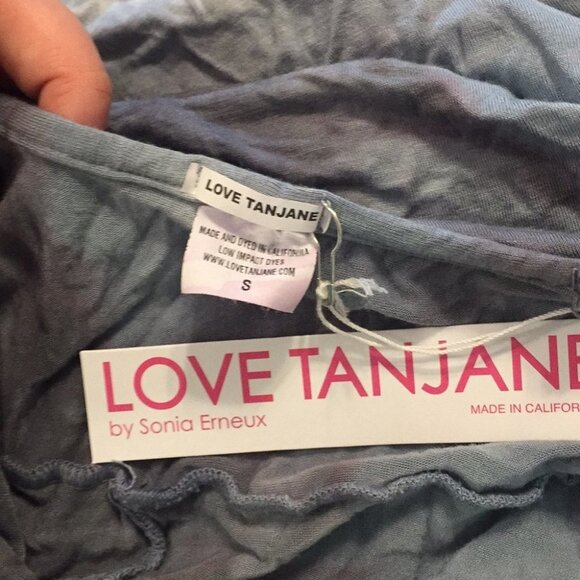 LOVE TANJANE
MADE AND DYED IN CALIFORNIA
LOW IMPACT DYES
WWW.LOVETANJANE.COM
S
LOVE TANJANE
by Sonia Erneux
MADE IN CALIFOR